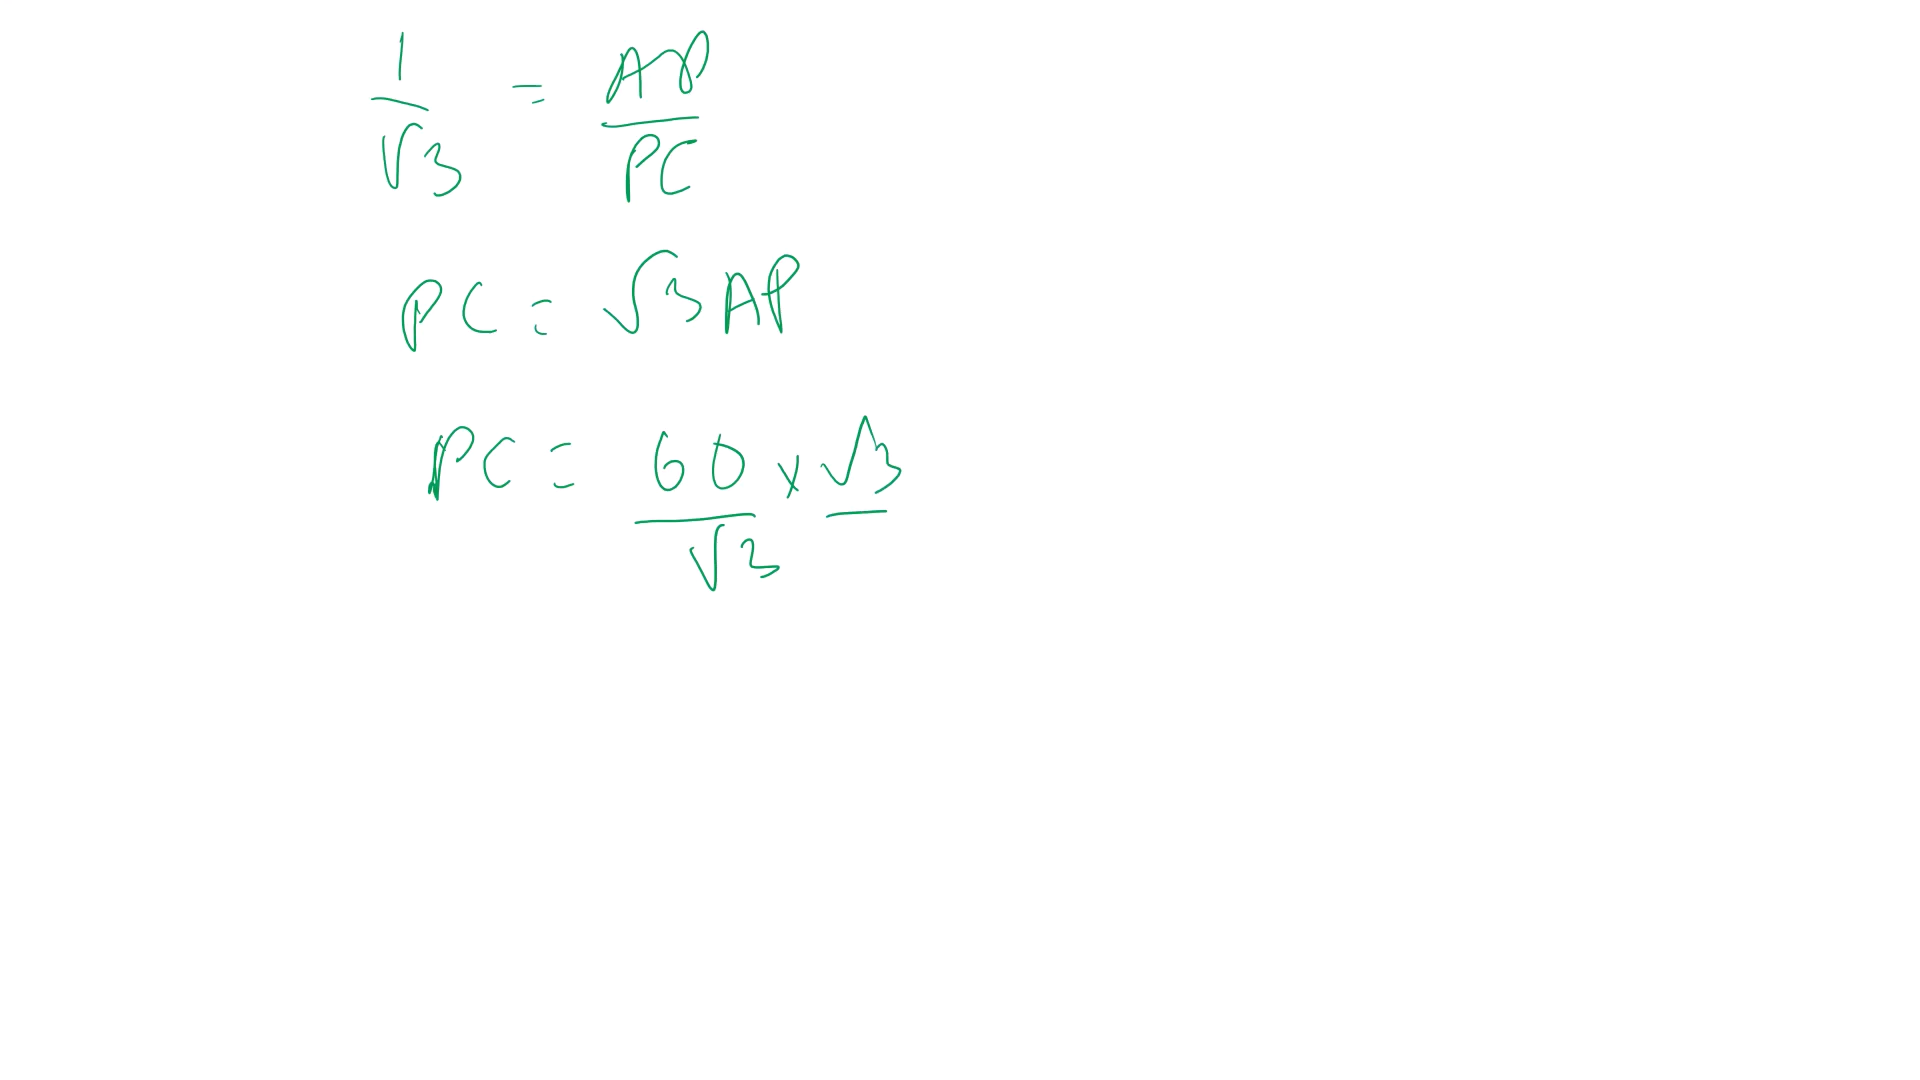 1/√3 = AP/PC
PC = √3 AP
PC = 60/√3 × √3